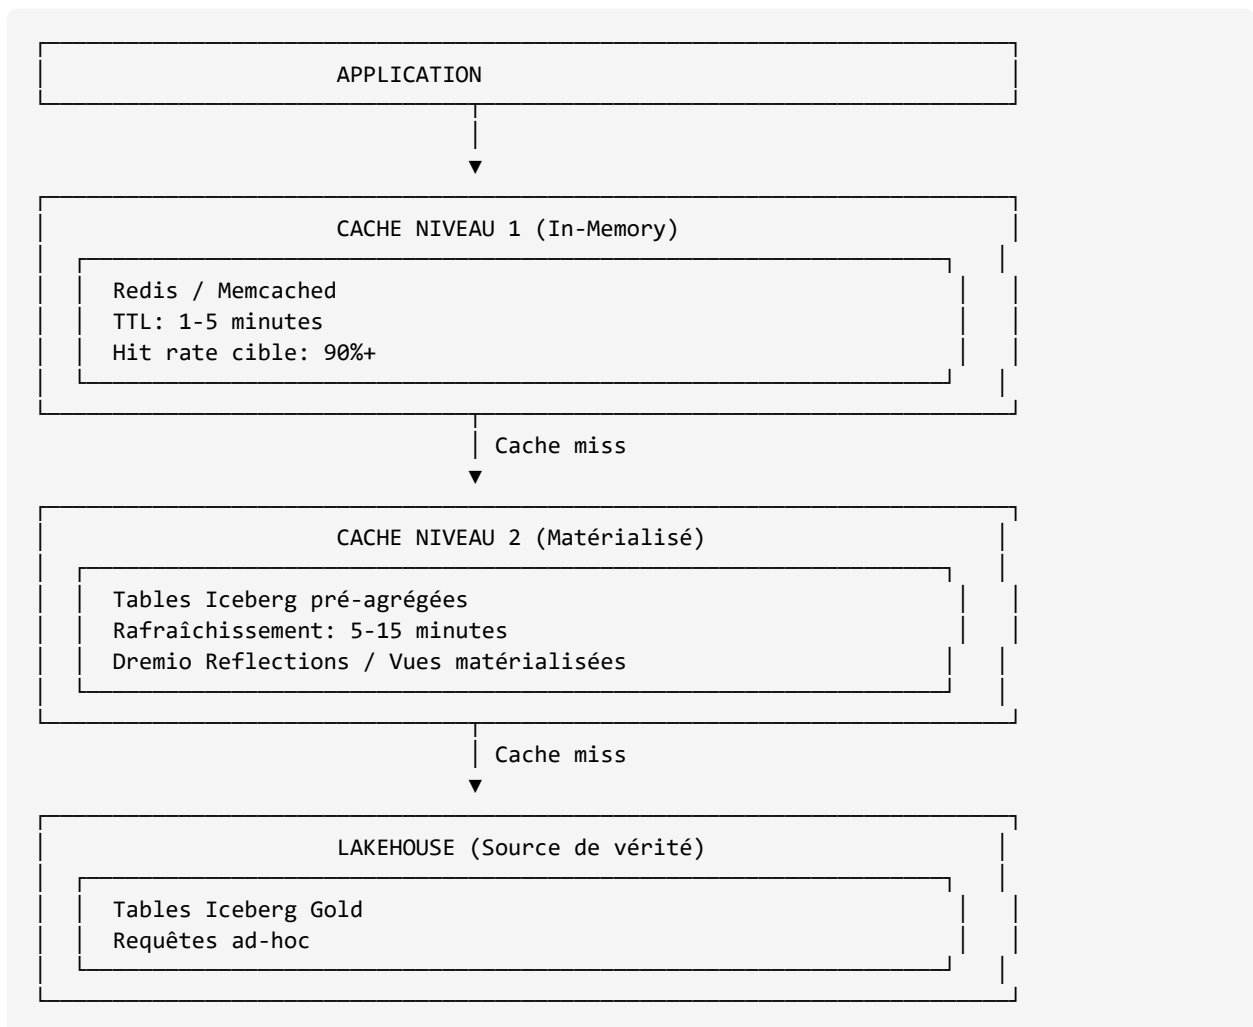 APPLICATION
CACHE NIVEAU 1 (In-Memory)
Redis / Memcached
TTL: 1-5 minutes
Hit rate cible: 90%+
Cache miss
CACHE NIVEAU 2 (Matérialisé)
Tables Iceberg pré-agrégées
Rafraîchissement: 5-15 minutes
Dremio Reflections / Vues matérialisées
Cache miss
LAKEHOUSE (Source de vérité)
Tables Iceberg Gold
Requêtes ad-hoc